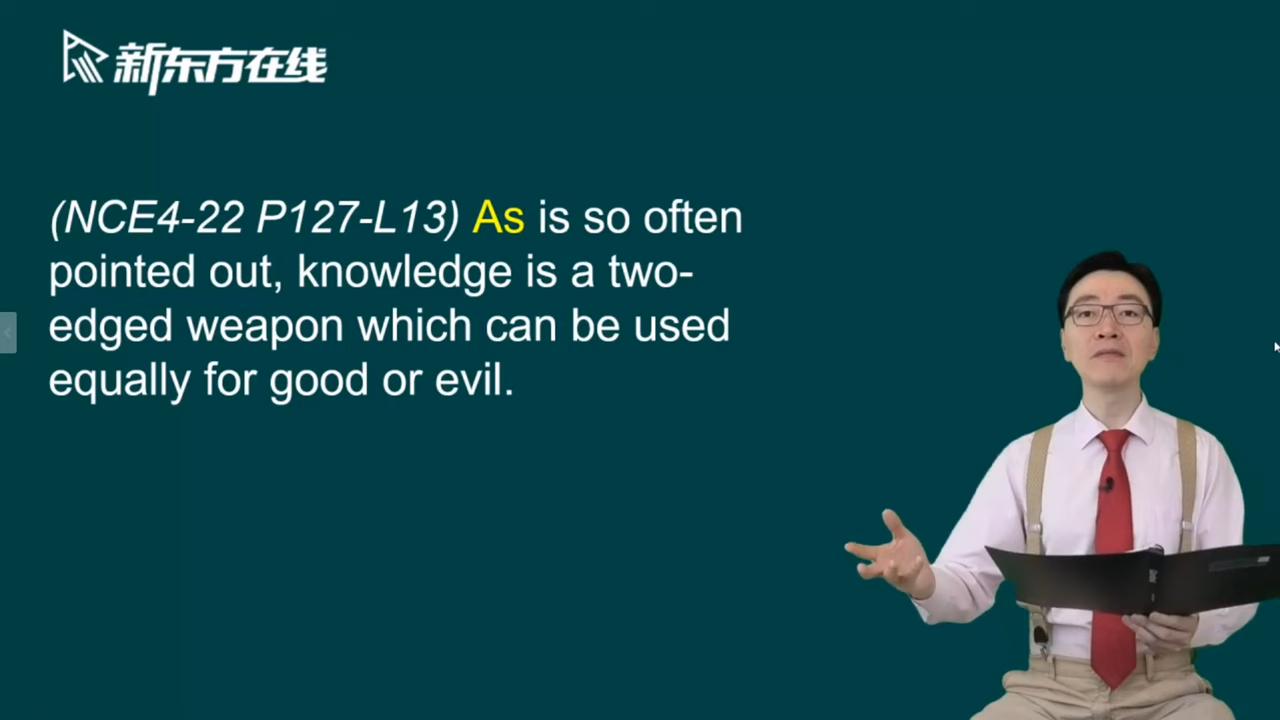 新东方在线
(NCE4-22 P127-L13) As is so often
pointed out, knowledge is a two-
edged weapon which can be used
equally for good or evil.